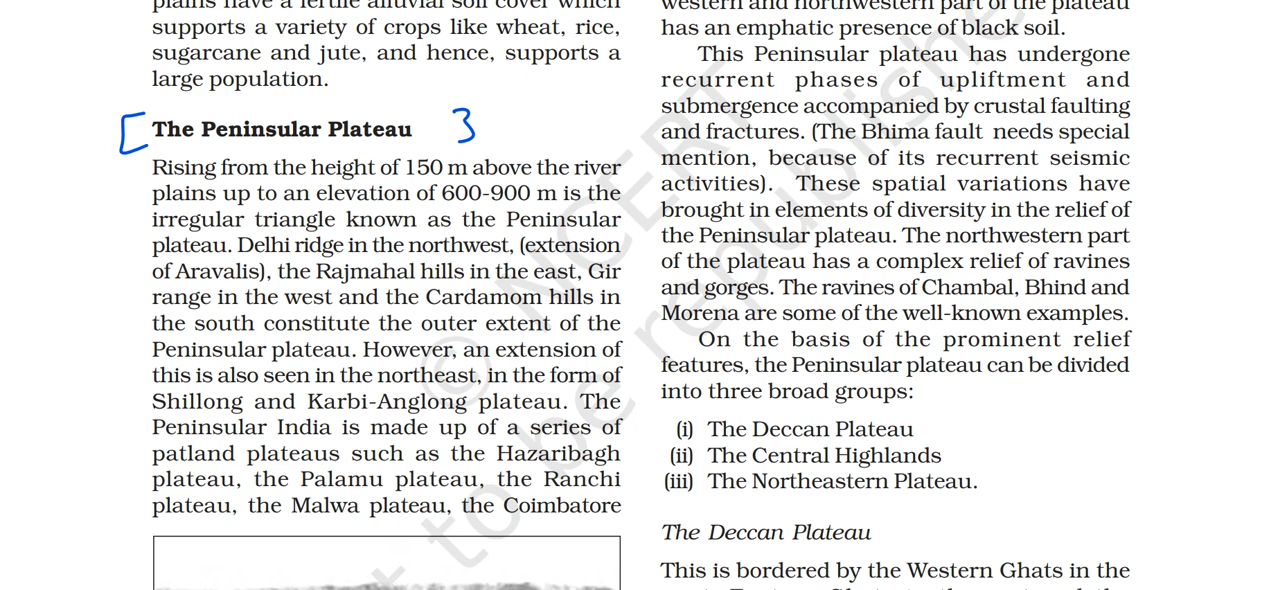 plains have a fertile alluvial soil cover which
supports a variety of crops like wheat, rice,
sugarcane and jute, and hence, supports a
large population.
[ The Peninsular Plateau 3
Rising from the height of 150 m above the river
plains up to an elevation of 600-900 m is the
irregular triangle known as the Peninsular
plateau. Delhi ridge in the northwest, (extension
of Aravalis), the Rajmahal hills in the east, Gir
range in the west and the Cardamom hills in
the south constitute the outer extent of the
Peninsular plateau. However, an extension of
this is also seen in the northeast, in the form of
Shillong and Karbi-Anglong plateau. The
Peninsular India is made up of a series of
patland plateaus such as the Hazaribagh
plateau, the Palamu plateau, the Ranchi
plateau, the Malwa plateau, the Coimbatore
western and northwestern part of the plateau
has an emphatic presence of black soil.
This Peninsular plateau has undergone
recurrent phases of upliftment and
submergence accompanied by crustal faulting
and fractures. (The Bhima fault needs special
mention, because of its recurrent seismic
activities). These spatial variations have
brought in elements of diversity in the relief of
the Peninsular plateau. The northwestern part
of the plateau has a complex relief of ravines
and gorges. The ravines of Chambal, Bhind and
Morena are some of the well-known examples.
On the basis of the prominent relief
features, the Peninsular plateau can be divided
into three broad groups:
(i) The Deccan Plateau
(ii) The Central Highlands
(iii) The Northeastern Plateau.
The Deccan Plateau
This is bordered by the Western Ghats in the
© NCERT
to be republishe